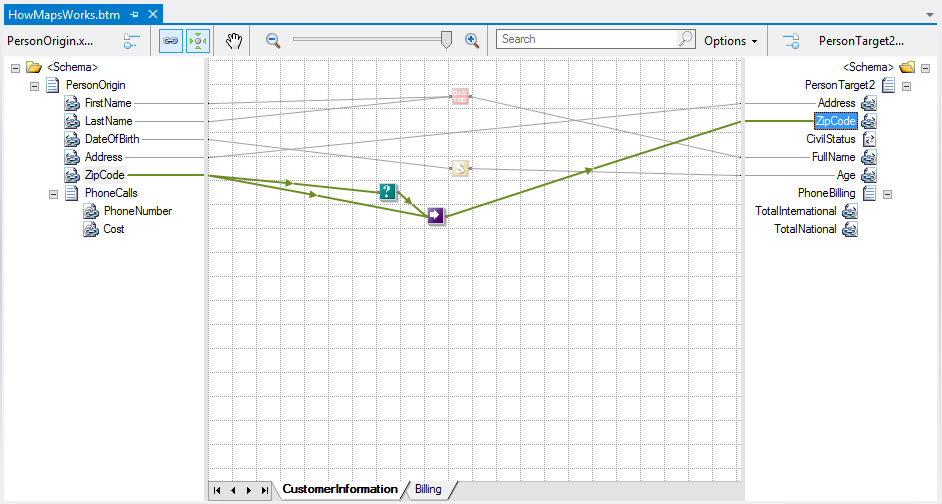 HowMapsWorks.btm
PersonOrigin.x...
Search
Options
PersonTarget2...
<Schema>
PersonOrigin
FirstName
LastName
DateOfBirth
Address
ZipCode
PhoneCalls
PhoneNumber
Cost
<Schema>
PersonTarget2
Address
ZipCode
CivilStatus
FullName
Age
PhoneBilling
TotalInternational
TotalNational
CustomerInformation
Billing